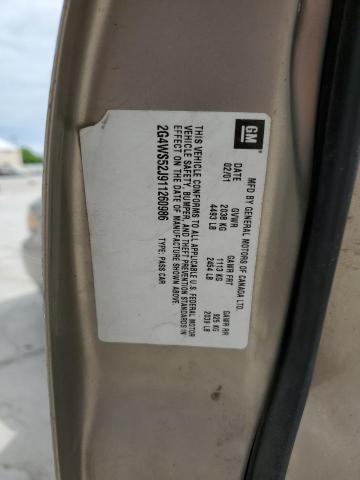 GM
MFD BY GENERAL MOTORS OF CANADA LTD
DATE GVWR GAWR FRT GAWR RR
02/01 2038 KG 1113 KG 925 KG
4493 LB 2454 LB 2039 LB
THIS VEHICLE CONFORMS TO ALL APPLICABLE U.S. FEDERAL MOTOR
VEHICLE SAFETY, BUMPER, AND THEFT PREVENTION STANDARDS IN
EFFECT ON THE DATE OF MANUFACTURE SHOWN ABOVE.
2G4WS52J911260986 TYPE: PASS CAR